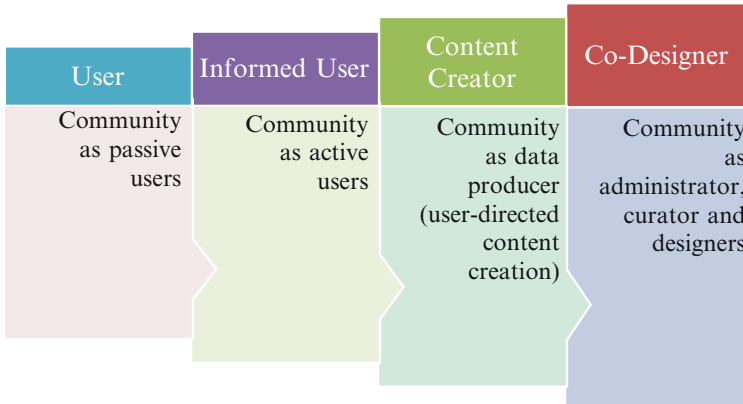 User
Community
as passive
users
Informed User
Community
as active
users
Content
Creator
Community
as data
producer
(user-directed
content
creation)
Co-Designer
Community
as
administrator,
curator and
designers